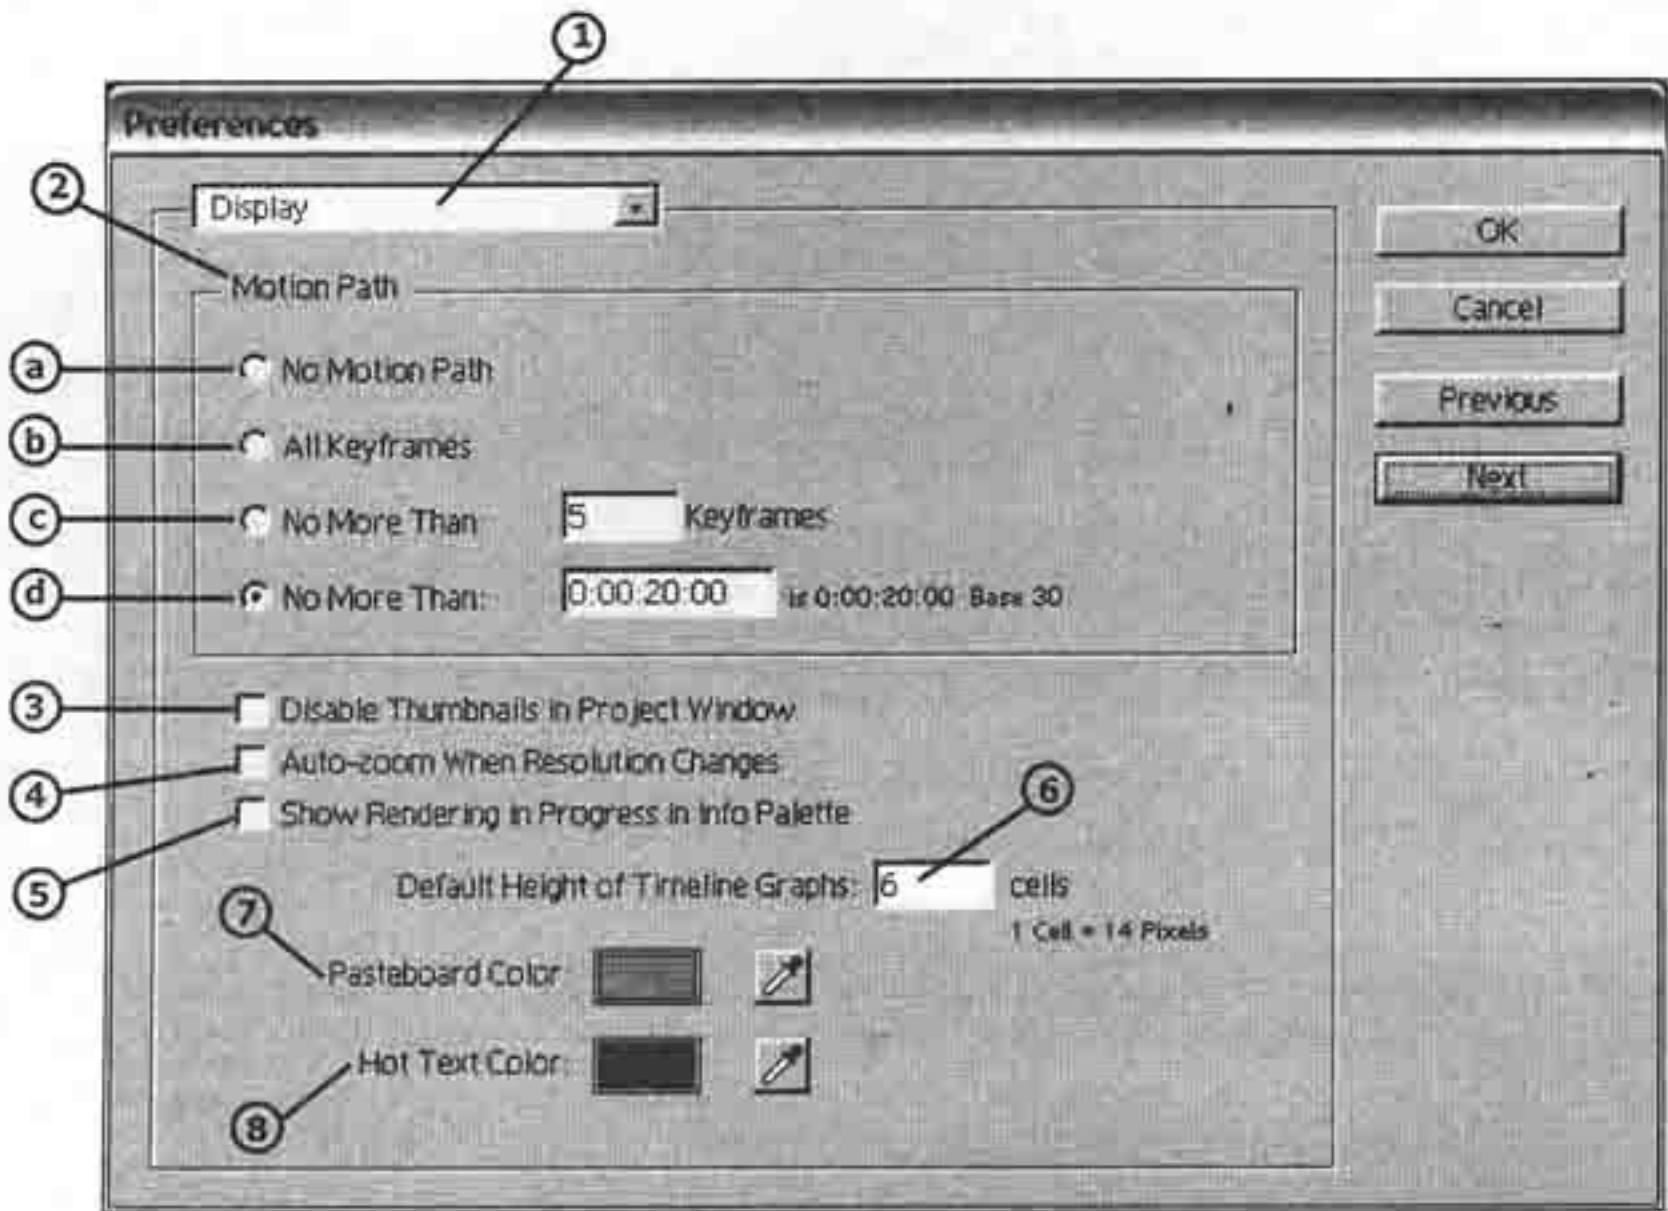 1
Preferences
2
Display
OK
Motion Path
Cancel
a No Motion Path
Previous
b All Keyframes
Next
c No More Than 5 Keyframes
d No More Than: 0:00:20:00 is 0:00:20:00 Base 30
3 Disable Thumbnails in Project Window
4 Auto-zoom When Resolution Changes
5 Show Rendering in Progress in Info Palette
6
Default Height of Timeline Graphs: 6 cells
1 Cell = 14 Pixels
7
Pasteboard Color
Hot Text Color:
8